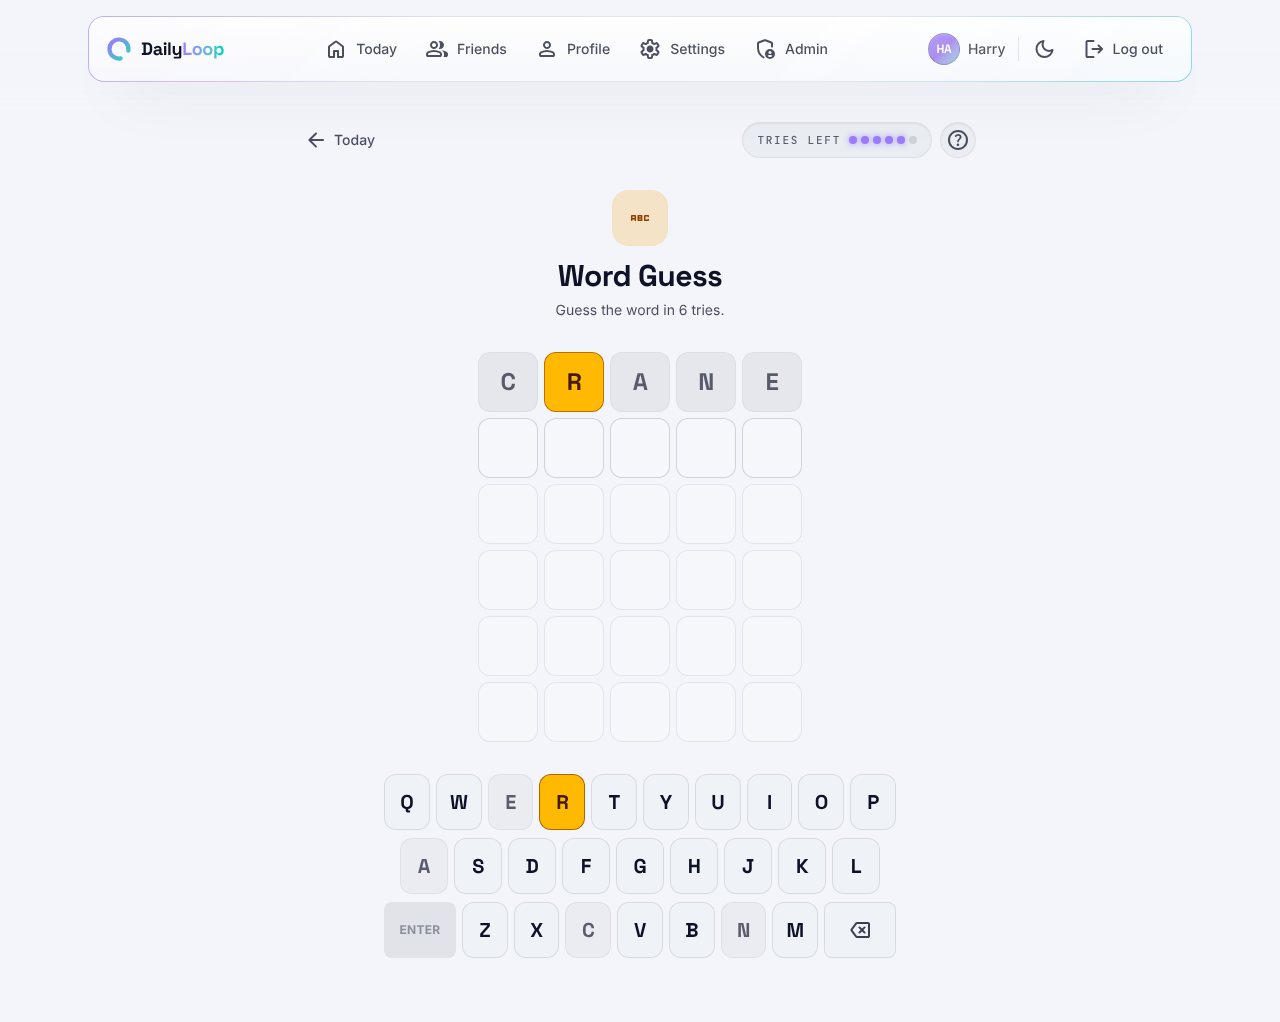 DailyLoop Today Friends Profile Settings Admin HA Harry Log out
Today TRIES LEFT
ABC
Word Guess
Guess the word in 6 tries.
C R A N E
Q W E R T Y U I O P
A S D F G H J K L
ENTER Z X C V B N M